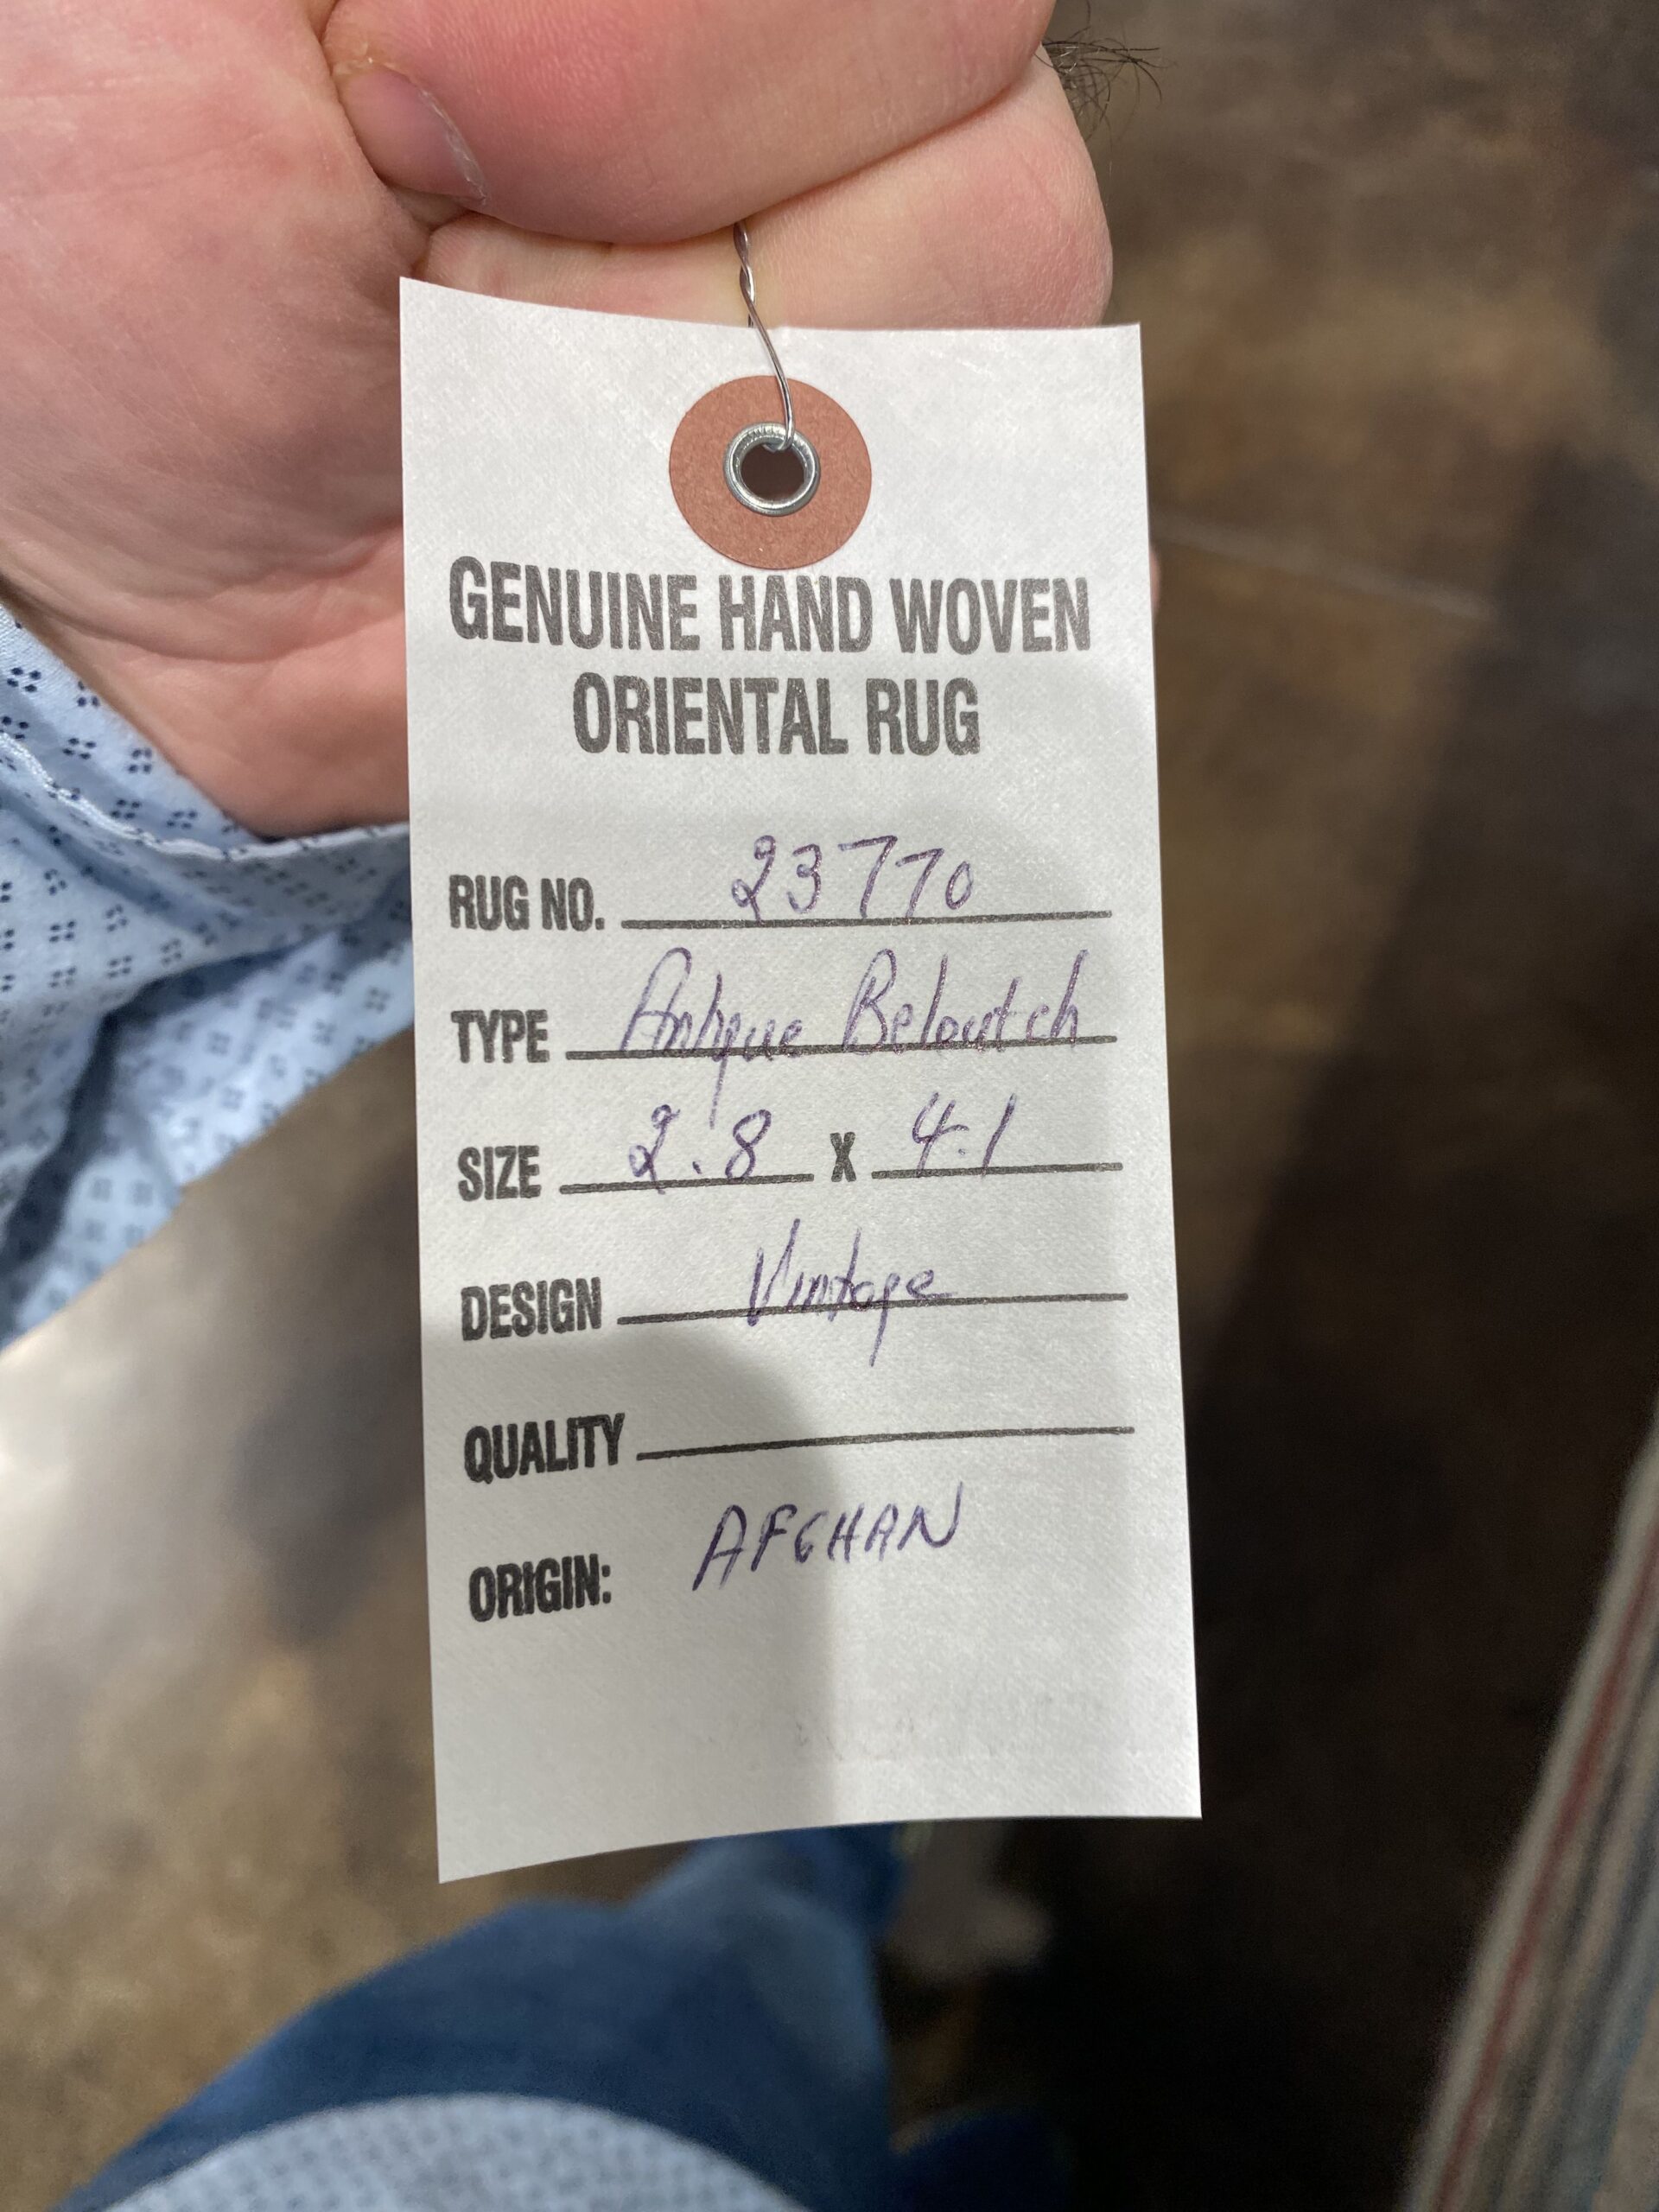 GENUINE HAND WOVEN
ORIENTAL RUG
RUG NO. 23770
TYPE Antique Beloutch
SIZE 2.8 X 4.1
DESIGN Vintage
QUALITY
ORIGIN: AFGHAN